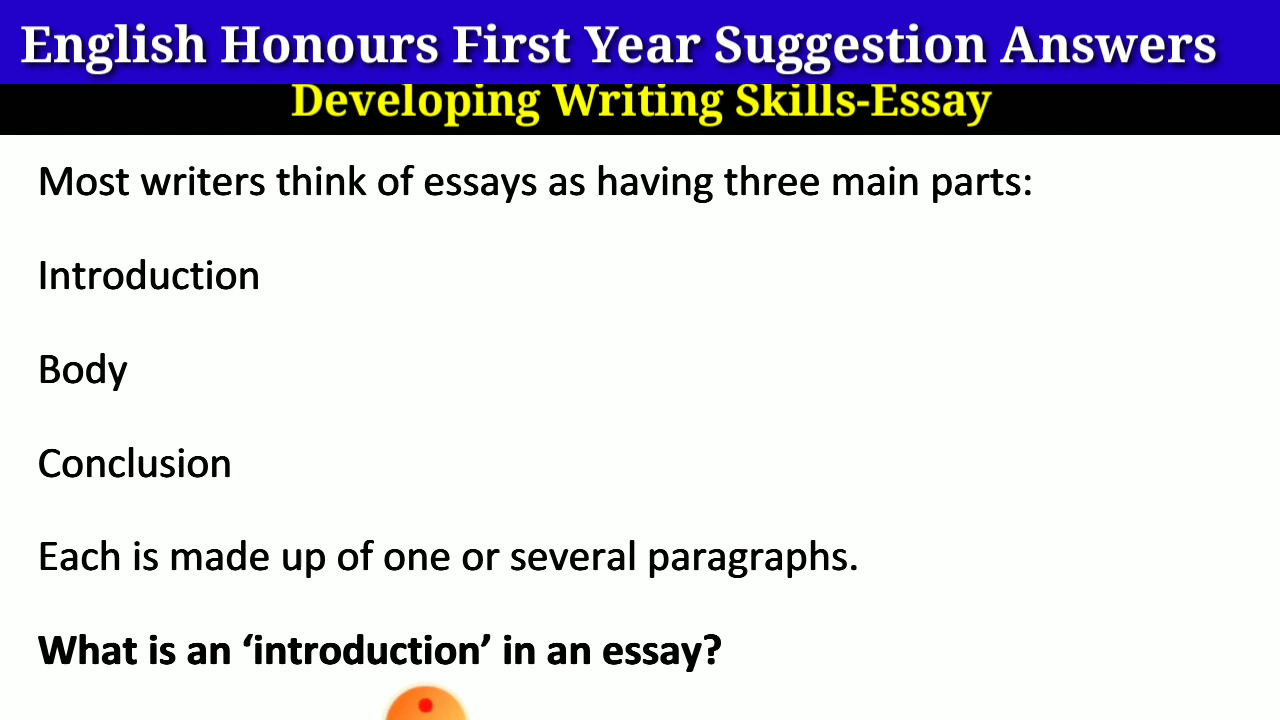 English Honours First Year Suggestion Answers
Developing Writing Skills-Essay
Most writers think of essays as having three main parts:
Introduction
Body
Conclusion
Each is made up of one or several paragraphs.
What is an ‘introduction’ in an essay?